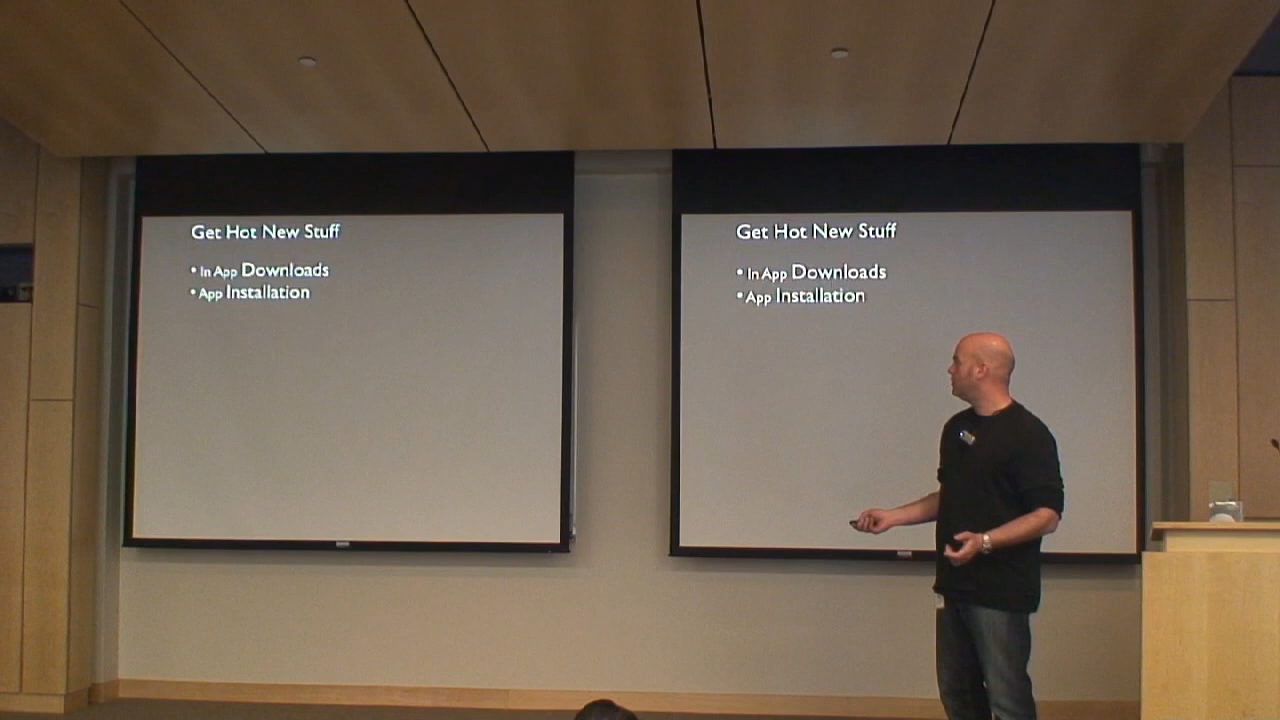 Get Hot New Stuff
• In App Downloads
• App Installation
Get Hot New Stuff
• In App Downloads
• App Installation